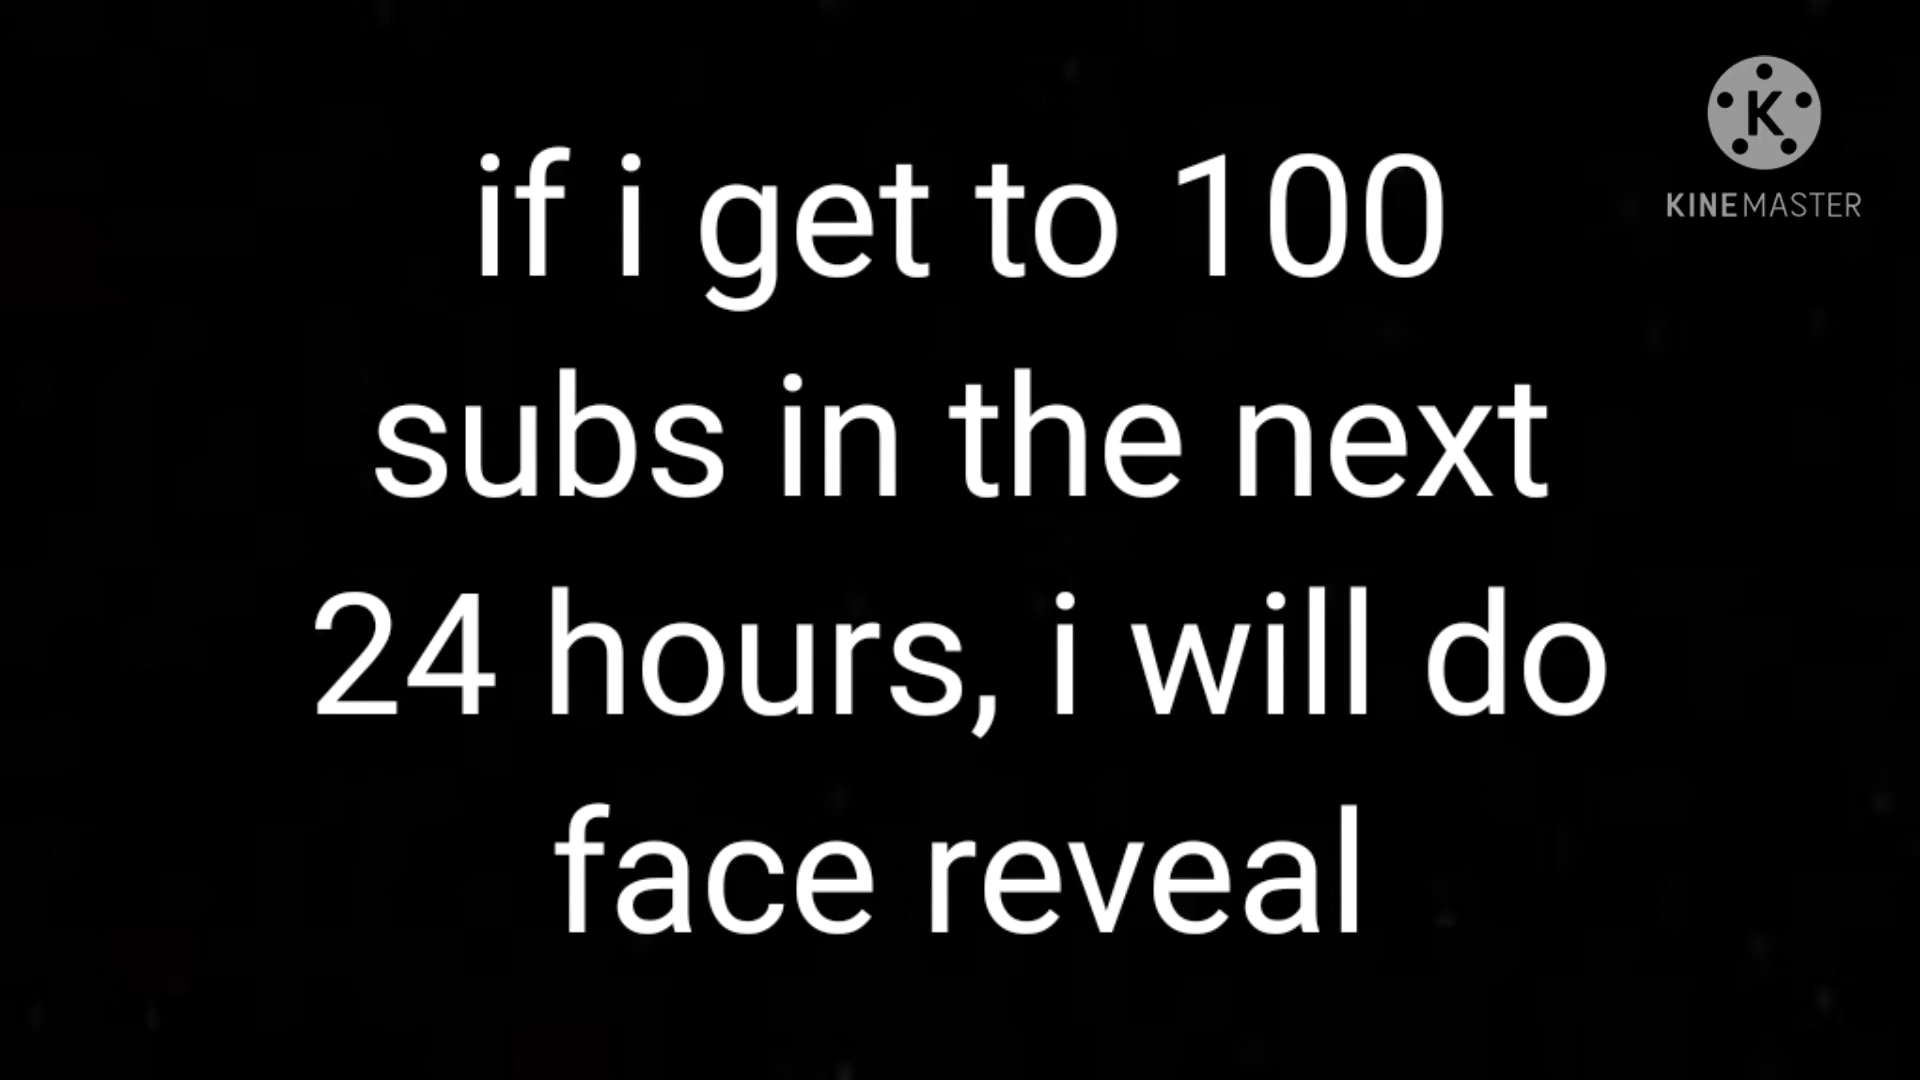 if i get to 100
subs in the next
24 hours, i will do
face reveal
K
KINEMASTER